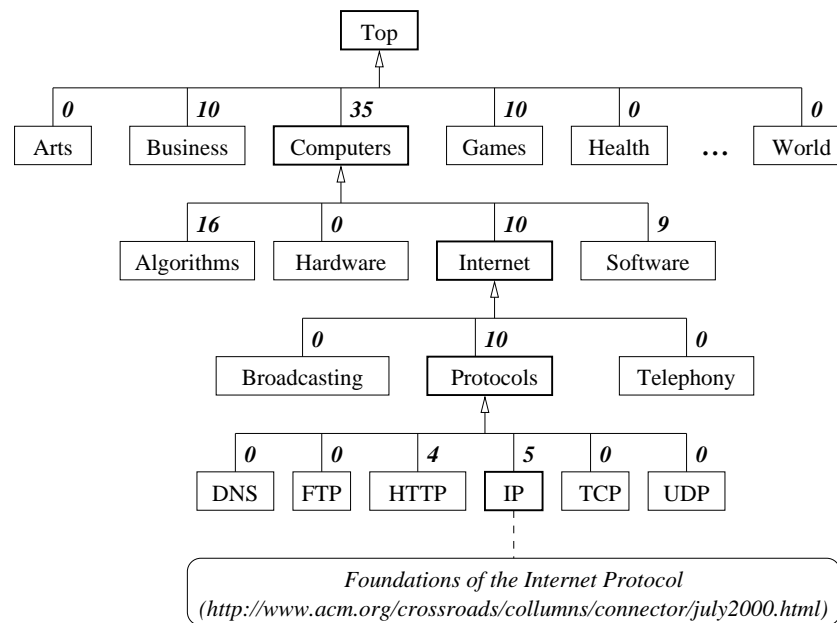 Top
0 10 35 10 0 0
Arts Business Computers Games Health ... World
16 0 10 9
Algorithms Hardware Internet Software
0 10 0
Broadcasting Protocols Telephony
0 0 4 5 0 0
DNS FTP HTTP IP TCP UDP
Foundations of the Internet Protocol
(http://www.acm.org/crossroads/collumns/connector/july2000.html)